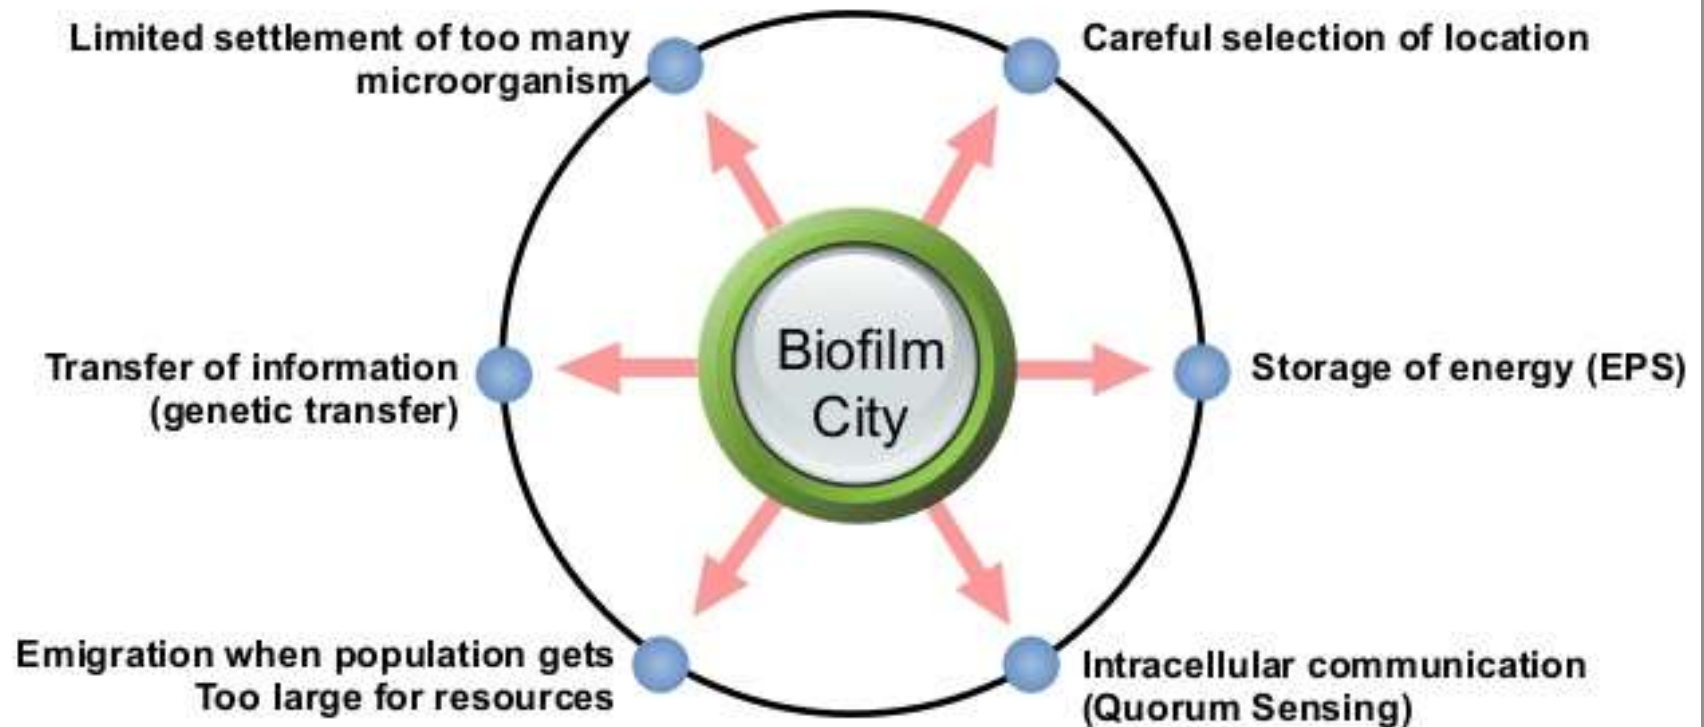 Limited settlement of too many
microorganism
Careful selection of location
Biofilm
City
Transfer of information
(genetic transfer)
Storage of energy (EPS)
Emigration when population gets
Too large for resources
Intracellular communication
(Quorum Sensing)